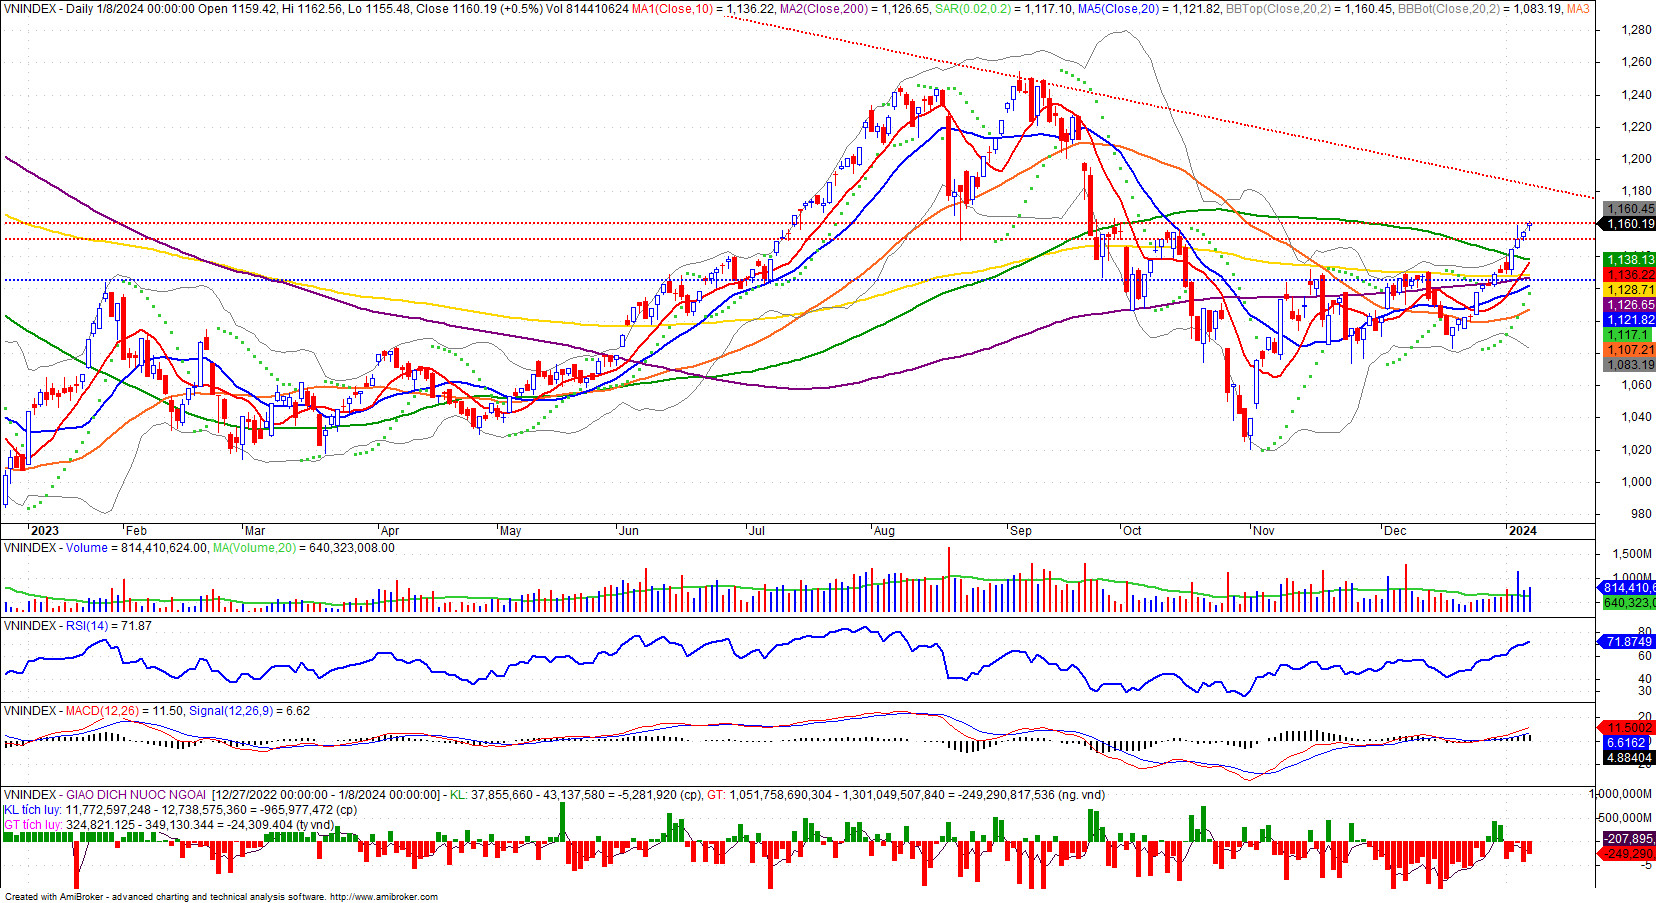 VNINDEX - Daily 1/8/2024 00:00:00 Open 1159.42, Hi 1162.56, Lo 1155.48, Close 1160.19 (+0.5%) Vol 814410624 MA1(Close,10) = 1,136.22, MA2(Close,200) = 1,126.65, SAR(0.02,0.2) = 1,117.10, MA5(Close,20) = 1,121.82, BBTop(Close,20,2) = 1,160.45, BBBot(Close,20,2) = 1,083.19, MA3
1,280
1,260
1,240
1,220
1,200
1,180
1,160.45
1,160.19
1,138.13
1,136.22
1,128.71
1,126.65
1,121.82
1,117.1
1,107.21
1,083.19
1,060
1,040
1,020
1,000
980
2023 Feb Mar Apr May Jun Jul Aug Sep Oct Nov Dec 2024
VNINDEX - Volume = 814,410,624.00, MA(Volume,20) = 640,323,008.00
1,500M
1,000M
814,410,6
640,323,0
VNINDEX - RSI(14) = 71.87
80
71.8749
60
40
30
VNINDEX - MACD(12,26) = 11.50, Signal(12,26,9) = 6.62
20
11.5002
6.6162
4.88404
VNINDEX - GIAO DICH NUOC NGOAI [12/27/2022 00:00:00 - 1/8/2024 00:00:00] - KL: 37,855,660 - 43,137,580 = -5,281,920 (cp), GT: 1,051,758,690,304 - 1,301,049,507,840 = -249,290,817,536 (ng. vnd)
KL tích luy: 11,772,597,248 - 12,738,575,360 = -965,977,472 (cp)
GT tích luy: 324,821.125 - 349,130.344 = -24,309.404 (ty vnd)
1,000,000M
500,000M
-207,895
-249,290
-5
Created with AmiBroker - advanced charting and technical analysis software. http://www.amibroker.com